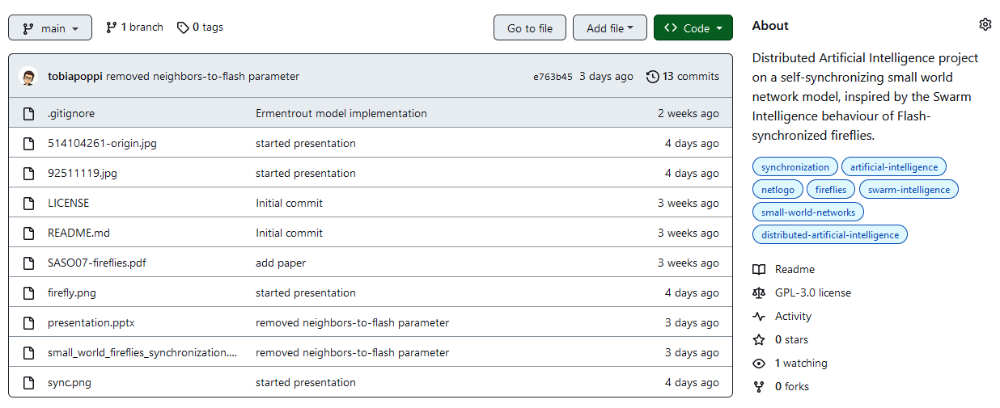 main 1 branch 0 tags Go to file Add file Code
tobiapoppi removed neighbors-to-flash parameter e763b45 3 days ago 13 commits
.gitignore Ermentrout model implementation 2 weeks ago
514104261-origin.jpg started presentation 4 days ago
92511119.jpg started presentation 4 days ago
LICENSE Initial commit 3 weeks ago
README.md Initial commit 3 weeks ago
SASO07-fireflies.pdf add paper 3 weeks ago
firefly.png started presentation 4 days ago
presentation.pptx removed neighbors-to-flash parameter 3 days ago
small_world_fireflies_synchronization.... removed neighbors-to-flash parameter 3 days ago
sync.png started presentation 4 days ago
About
Distributed Artificial Intelligence project
on a self-synchronizing small world
network model, inspired by the Swarm
Intelligence behaviour of Flash-
synchronized fireflies.
synchronization artificial-intelligence
netlogo fireflies swarm-intelligence
small-world-networks
distributed-artificial-intelligence
Readme
GPL-3.0 license
Activity
0 stars
1 watching
0 forks